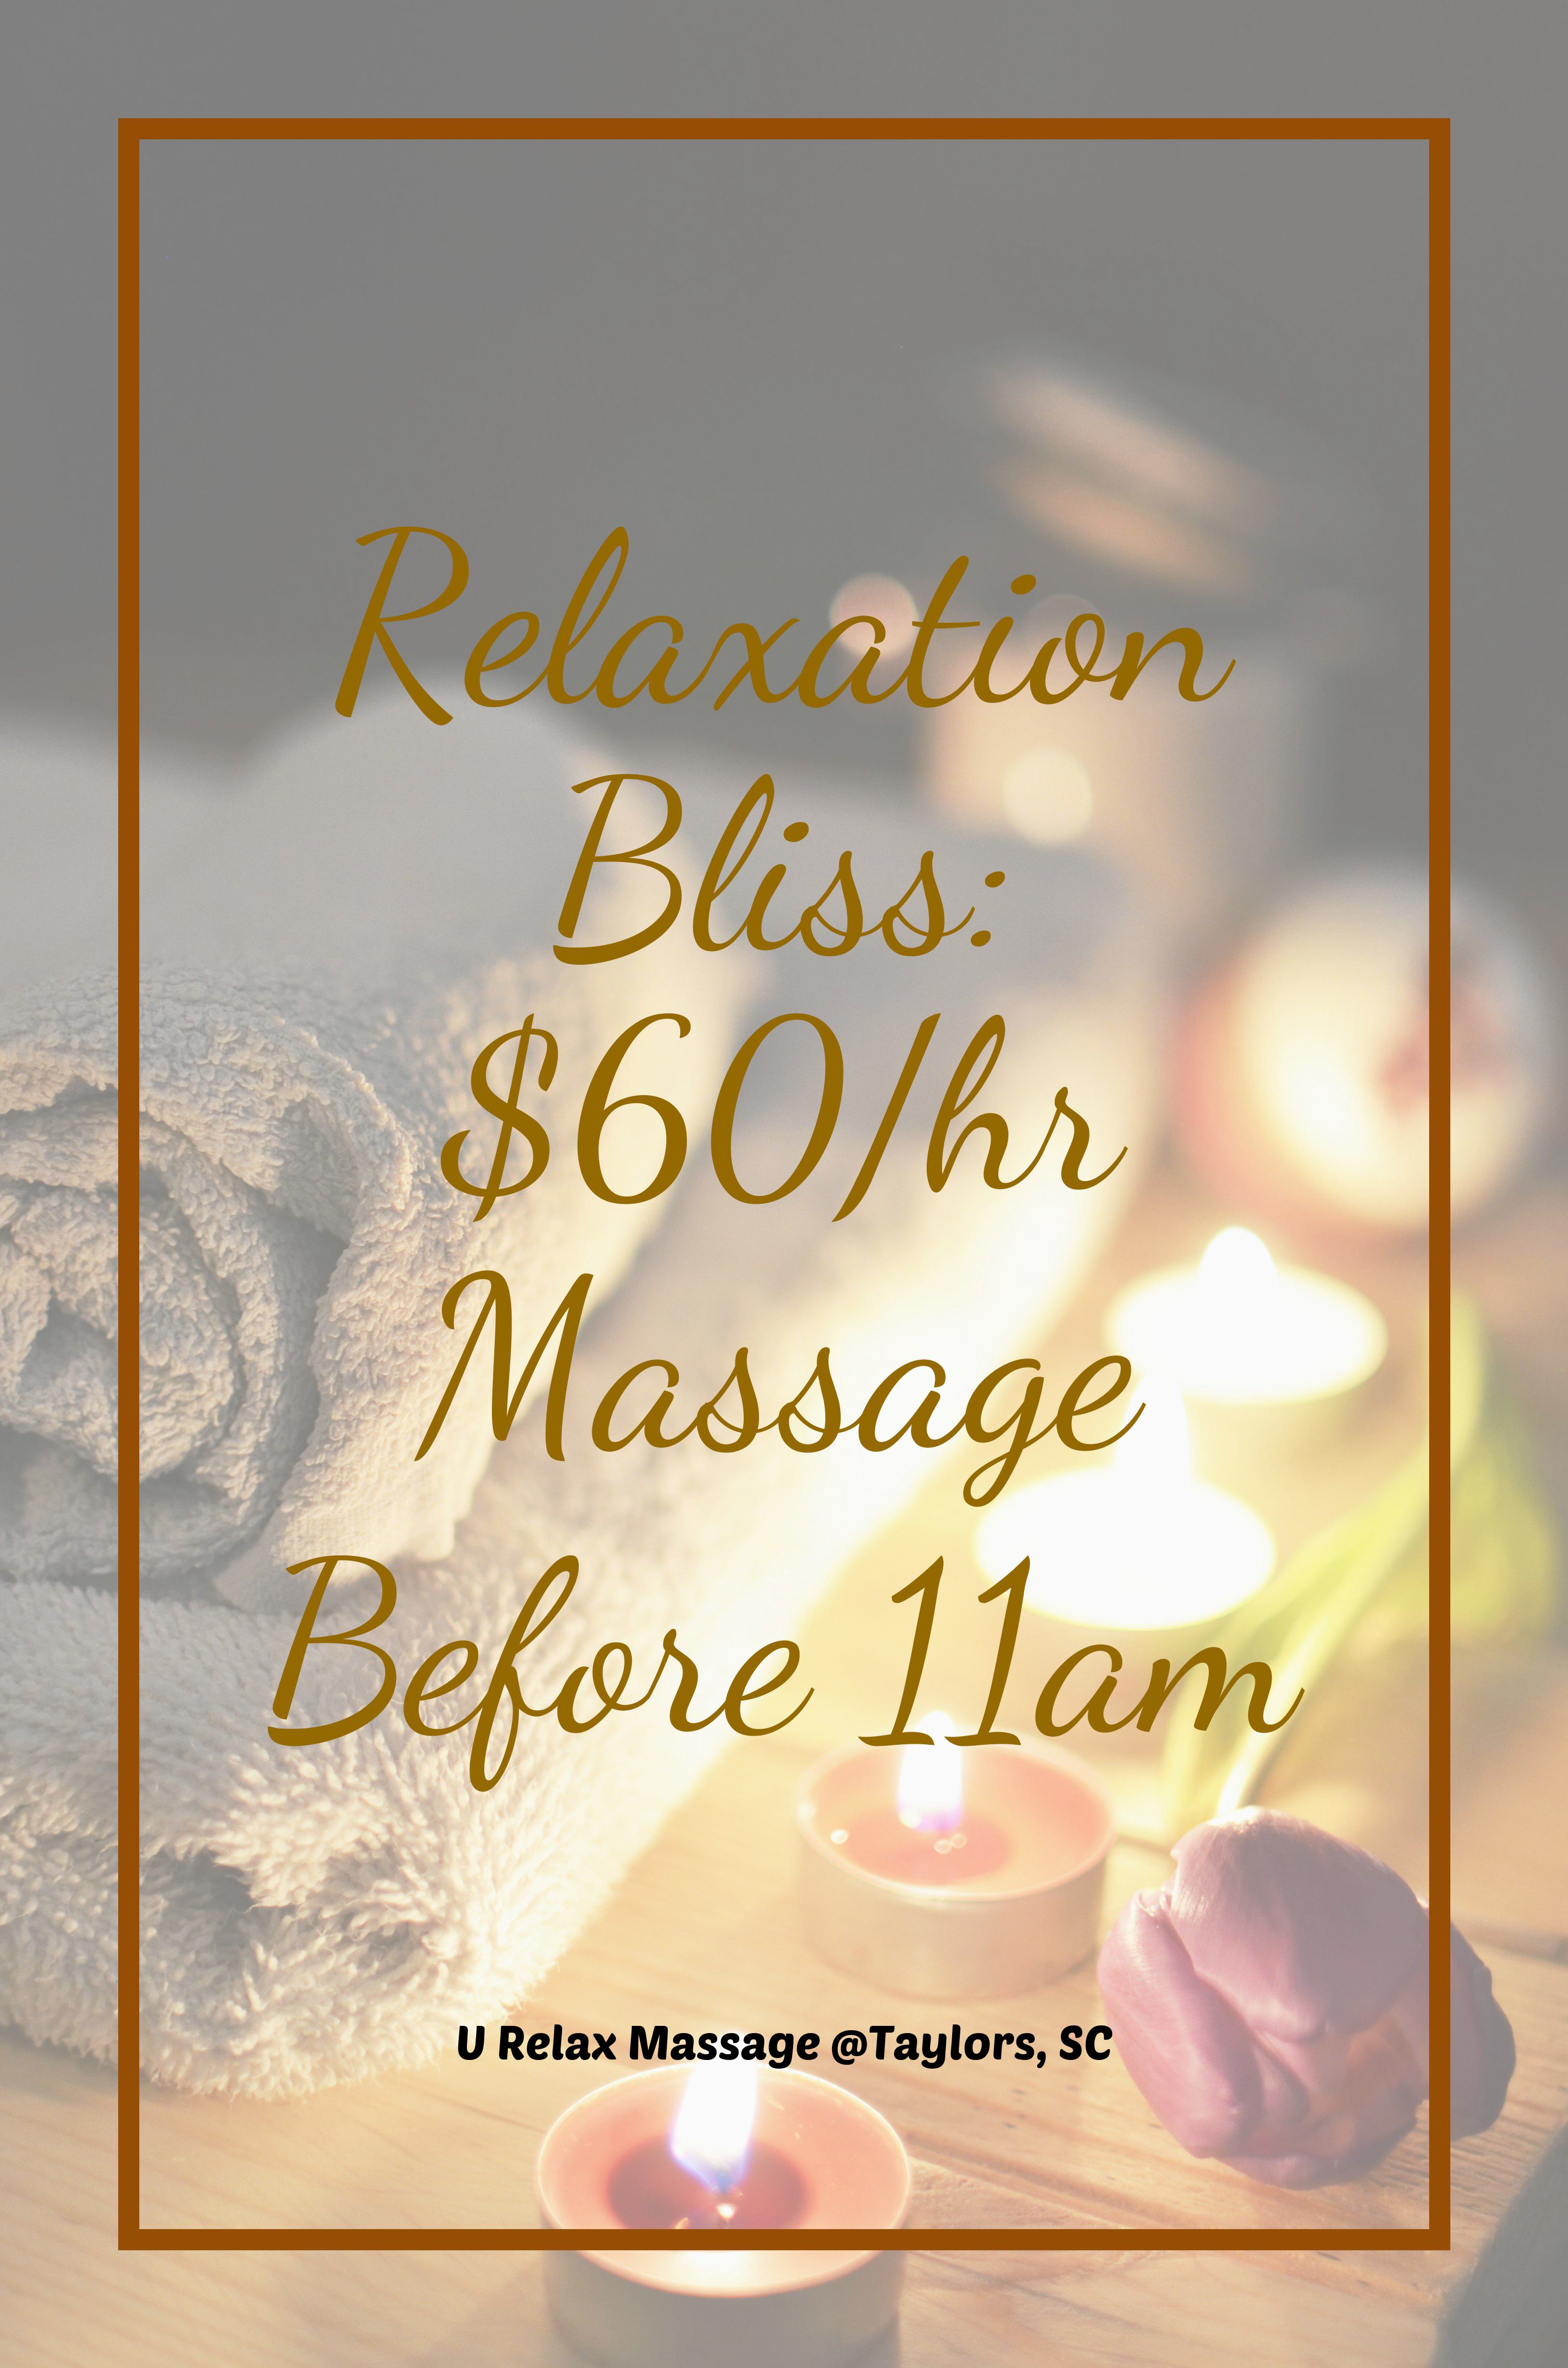 Relaxation
Bliss:
$60/hr
Massage
Before 11am
U Relax Massage @Taylors, SC